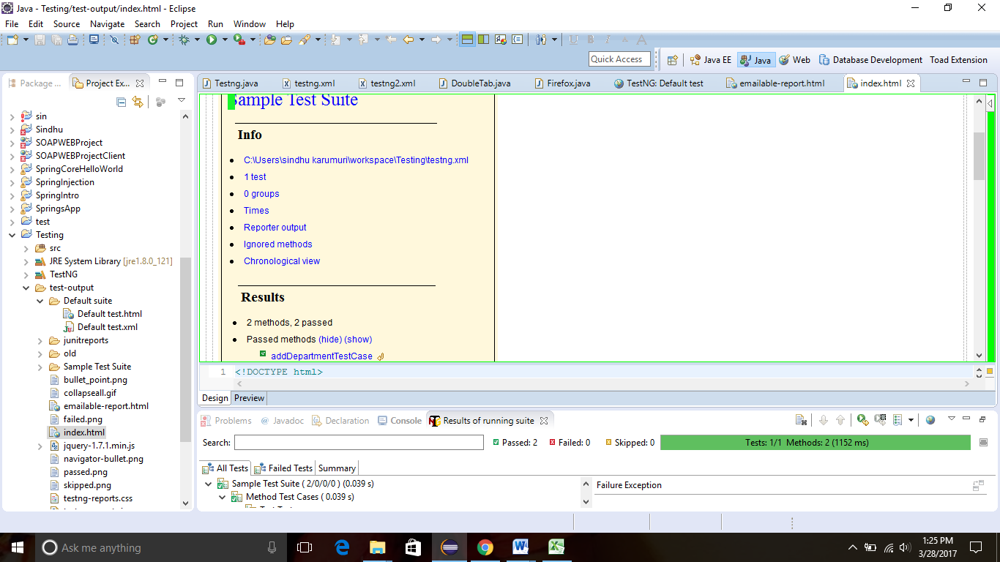 Java - Testing/test-output/index.html - Eclipse
File Edit Source Navigate Search Project Run Window Help
Quick Access
Java EE Java Web Database Development Toad Extension
Package ... Project Ex...
sin
Sindhu
SOAPWEBProject
SOAPWEBProjectClient
SpringCoreHelloWorld
SpringInjection
SpringIntro
SpringsApp
test
Testing
src
JRE System Library [jre1.8.0_121]
TestNG
test-output
Default suite
Default test.html
Default test.xml
junitreports
old
Sample Test Suite
bullet_point.png
collapseall.gif
emailable-report.html
failed.png
index.html
jquery-1.7.1.min.js
navigator-bullet.png
passed.png
skipped.png
testng-reports.css
Testng.java testng.xml testng2.xml DoubleTab.java Firefox.java TestNG: Default test emailable-report.html index.html
Sample Test Suite
Info
C:\Users\sindhu karumuri\workspace\Testing\testng.xml
1 test
0 groups
Times
Reporter output
Ignored methods
Chronological view
Results
2 methods, 2 passed
Passed methods (hide) (show)
addDepartmentTestCase
1 <!DOCTYPE html>
Design Preview
Problems Javadoc Declaration Console Results of running suite
Search: Passed: 2 Failed: 0 Skipped: 0 Tests: 1/1 Methods: 2 (1152 ms)
All Tests Failed Tests Summary
Sample Test Suite ( 2/0/0/0 ) (0.039 s)
Method Test Cases ( 0.039 s)
Failure Exception
Ask me anything
1:25 PM
3/28/2017